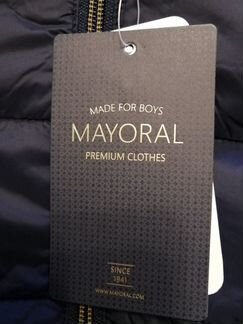 MADE FOR BOYS
MAYORAL
PREMIUM CLOTHES
SINCE
1941
WWW.MAYORAL.COM